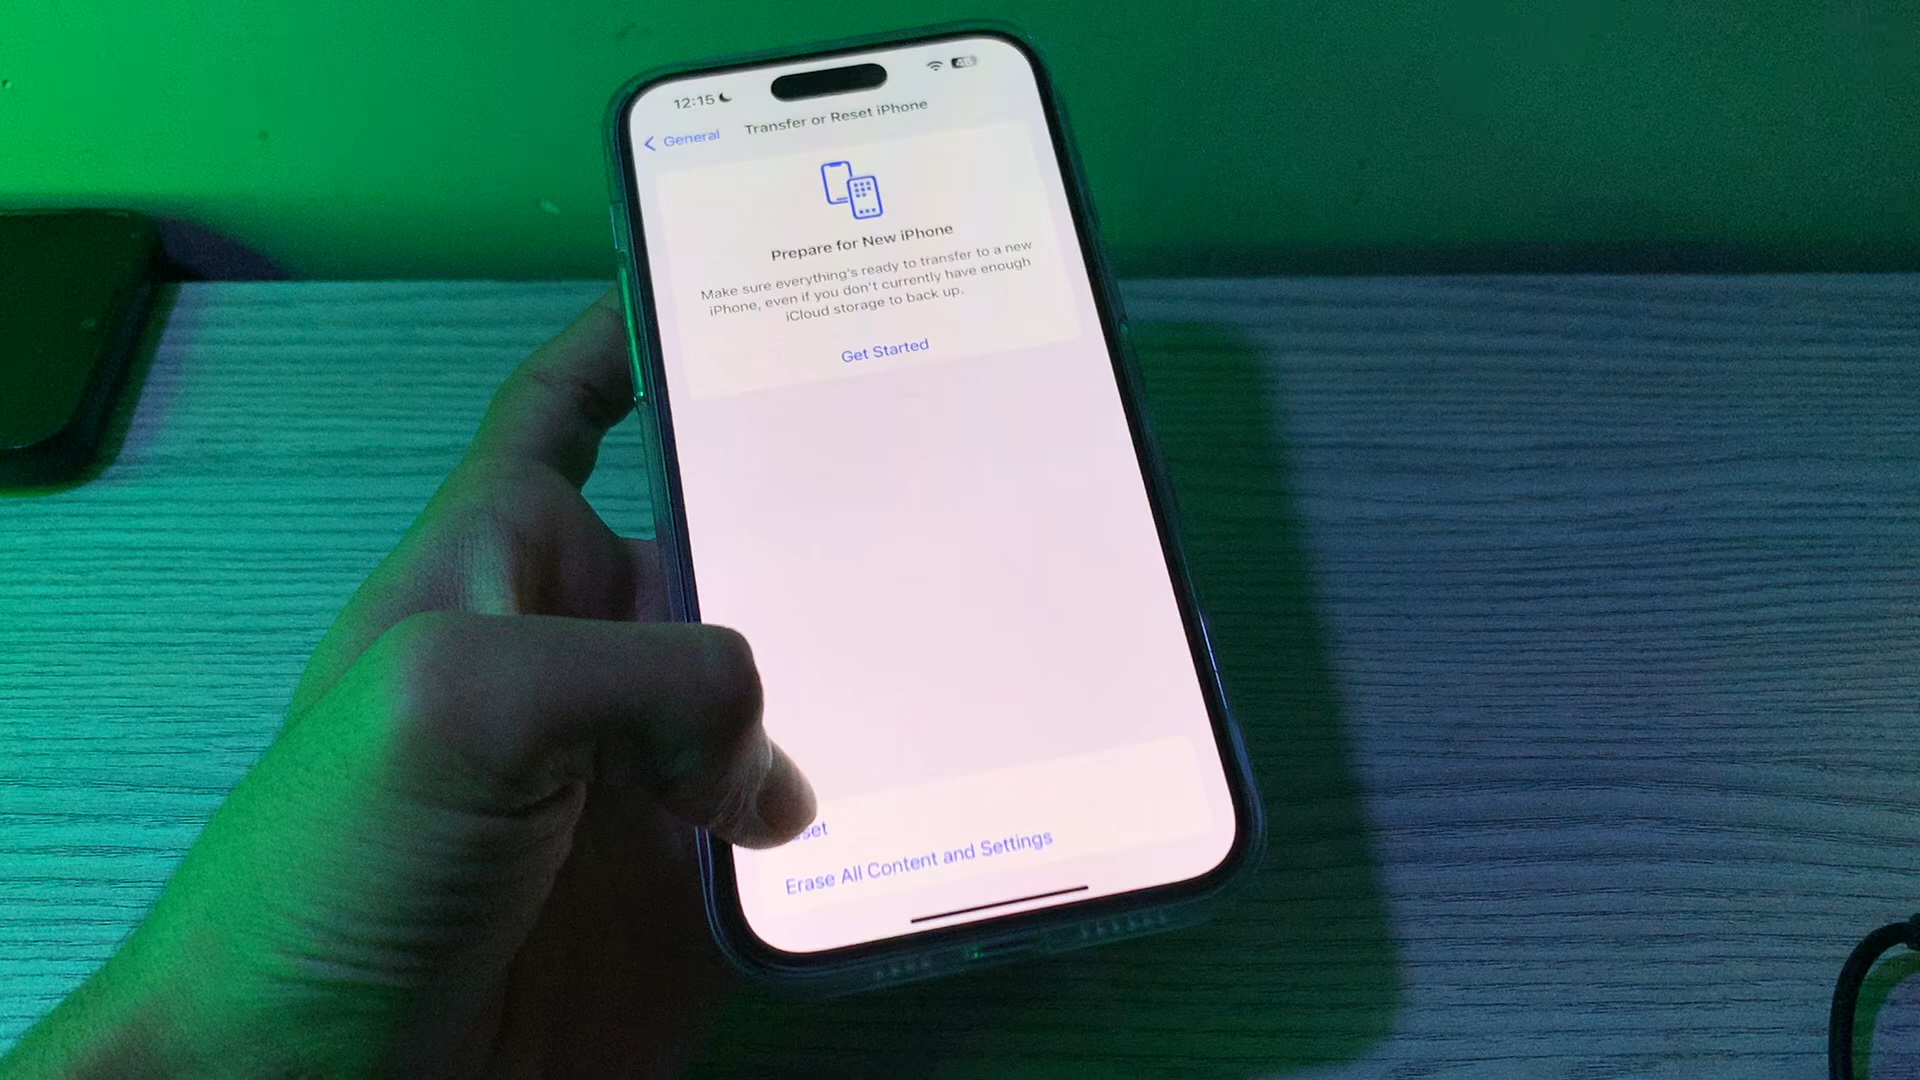 12:15
48
General
Transfer or Reset iPhone
Prepare for New iPhone
Make sure everything's ready to transfer to a new
iPhone, even if you don't currently have enough
iCloud storage to back up.
Get Started
set
Erase All Content and Settings